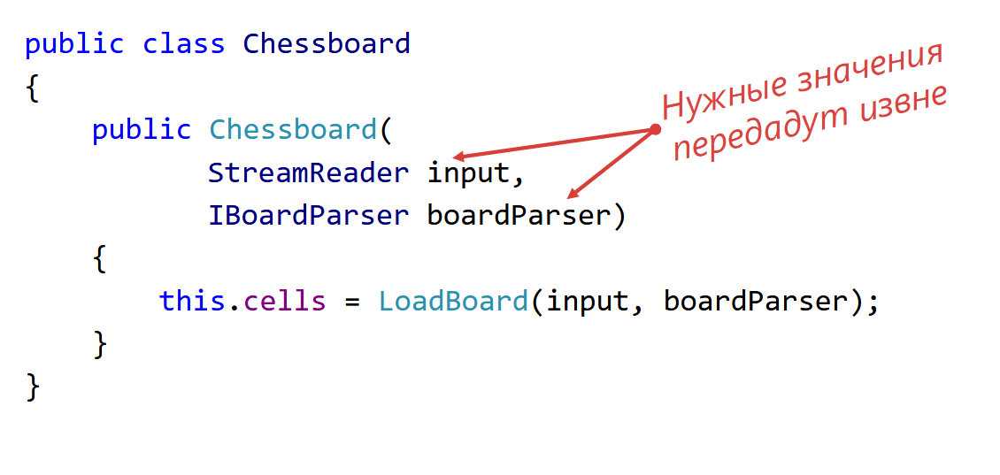 public class Chessboard
{
public Chessboard(
StreamReader input,
IBoardParser boardParser)
{
this.cells = LoadBoard(input, boardParser);
}
}
Нужные значения
передадут извне